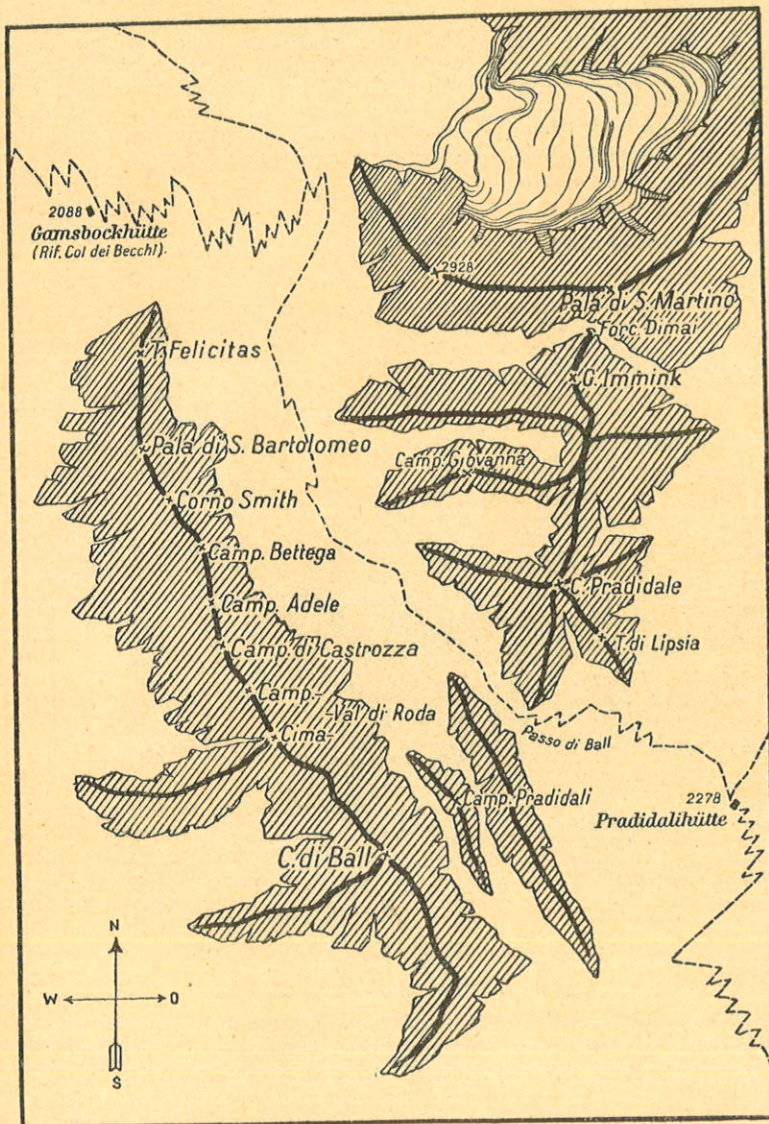 2088
Gamsbockhütte
(Rif. Col dei Becchi).
2928
Pala di S. Martino
Forc. Dimai
T. Felicitas
C. Immink
Pala di S. Bartolomeo
Camp. Giovanna
Corno Smith
Camp. Bettega
C. Pradidale
Camp. Adele
T. di Lipsia
Camp. di Castrozza
Camp.-
-Val di Roda
Cima-
Passo di Ball
Camp. Pradidali
2278
Pradidalihütte
C. di Ball
N
W
O
S